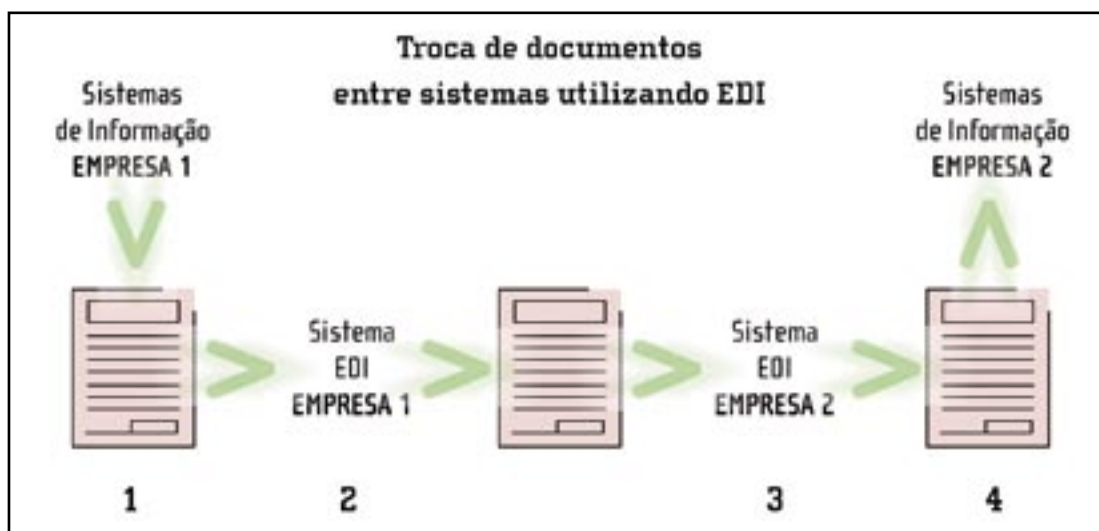 Troca de documentos
entre sistemas utilizando EDI
Sistemas
de Informação
EMPRESA 1
Sistemas
de Informação
EMPRESA 2
Sistema
EDI
EMPRESA 1
Sistema
EDI
EMPRESA 2
1
2
3
4